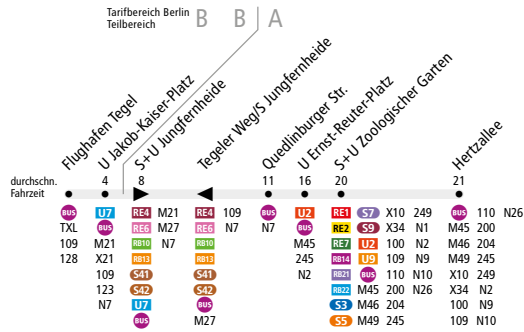 Tarifbereich Berlin
Teilbereich
B B A
Flughafen Tegel
U Jakob-Kaiser-Platz
S+U Jungfernheide
Tegeler Weg/S Jungfernheide
Quedlinburger Str.
U Ernst-Reuter-Platz
S+U Zoologischer Garten
Hertzallee
durchschn.
Fahrzeit
4 8 11 16 20 21
BUS
TXL
109
128
U7
BUS
M21
X21
109
123
N7
RE4 M21
RE6 M27
RB10 N7
RB13
S41
S42
U7
BUS
RE4 109
RE6 N7
RB10
RB13
S41
S42
BUS
M27
BUS
N7
U2
BUS
M45
245
N2
RE1 S7 X10 249
RE2 S9 X34 N1
RE7 U2 100 N2
RB14 U9 109 N9
RB21 BUS 110 N10
RB22 M45 200 N26
S3 M46 204
S5 M49 245
BUS 110 N26
M45 200
M46 204
M49 245
X10 249
X34 N2
100 N9
109 N10